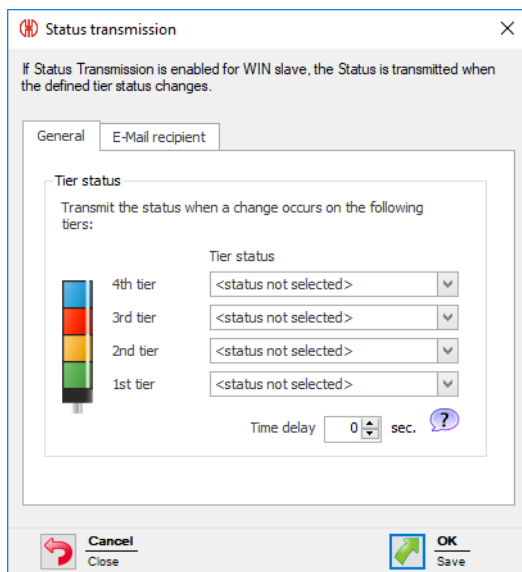 Status transmission
If Status Transmission is enabled for WIN slave, the Status is transmitted when
the defined tier status changes.
General
E-Mail recipient
Tier status
Transmit the status when a change occurs on the following
tiers:
Tier status
4th tier
<status not selected>
3rd tier
<status not selected>
2nd tier
<status not selected>
1st tier
<status not selected>
Time delay 0 sec. ?
Cancel
Close
OK
Save